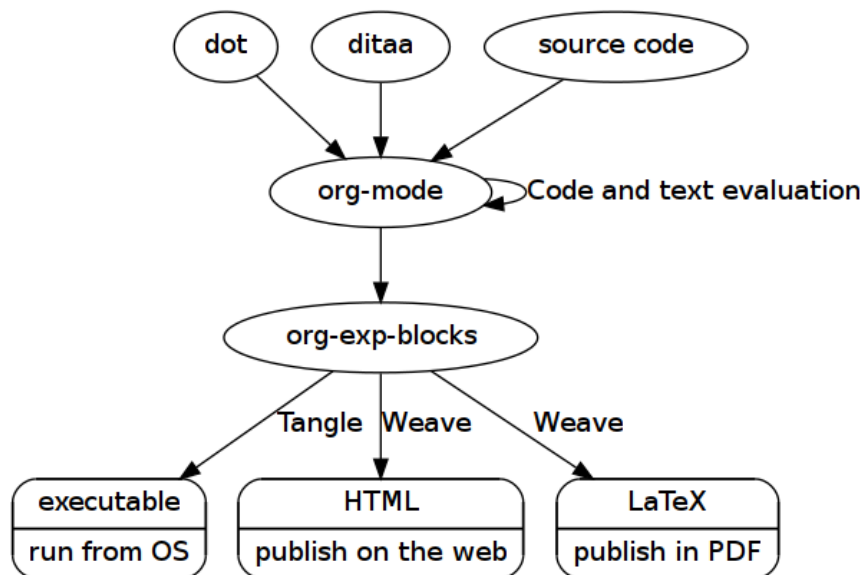 dot
ditaa
source code
org-mode
Code and text evaluation
org-exp-blocks
Tangle
Weave
Weave
executable
run from OS
HTML
publish on the web
LaTeX
publish in PDF